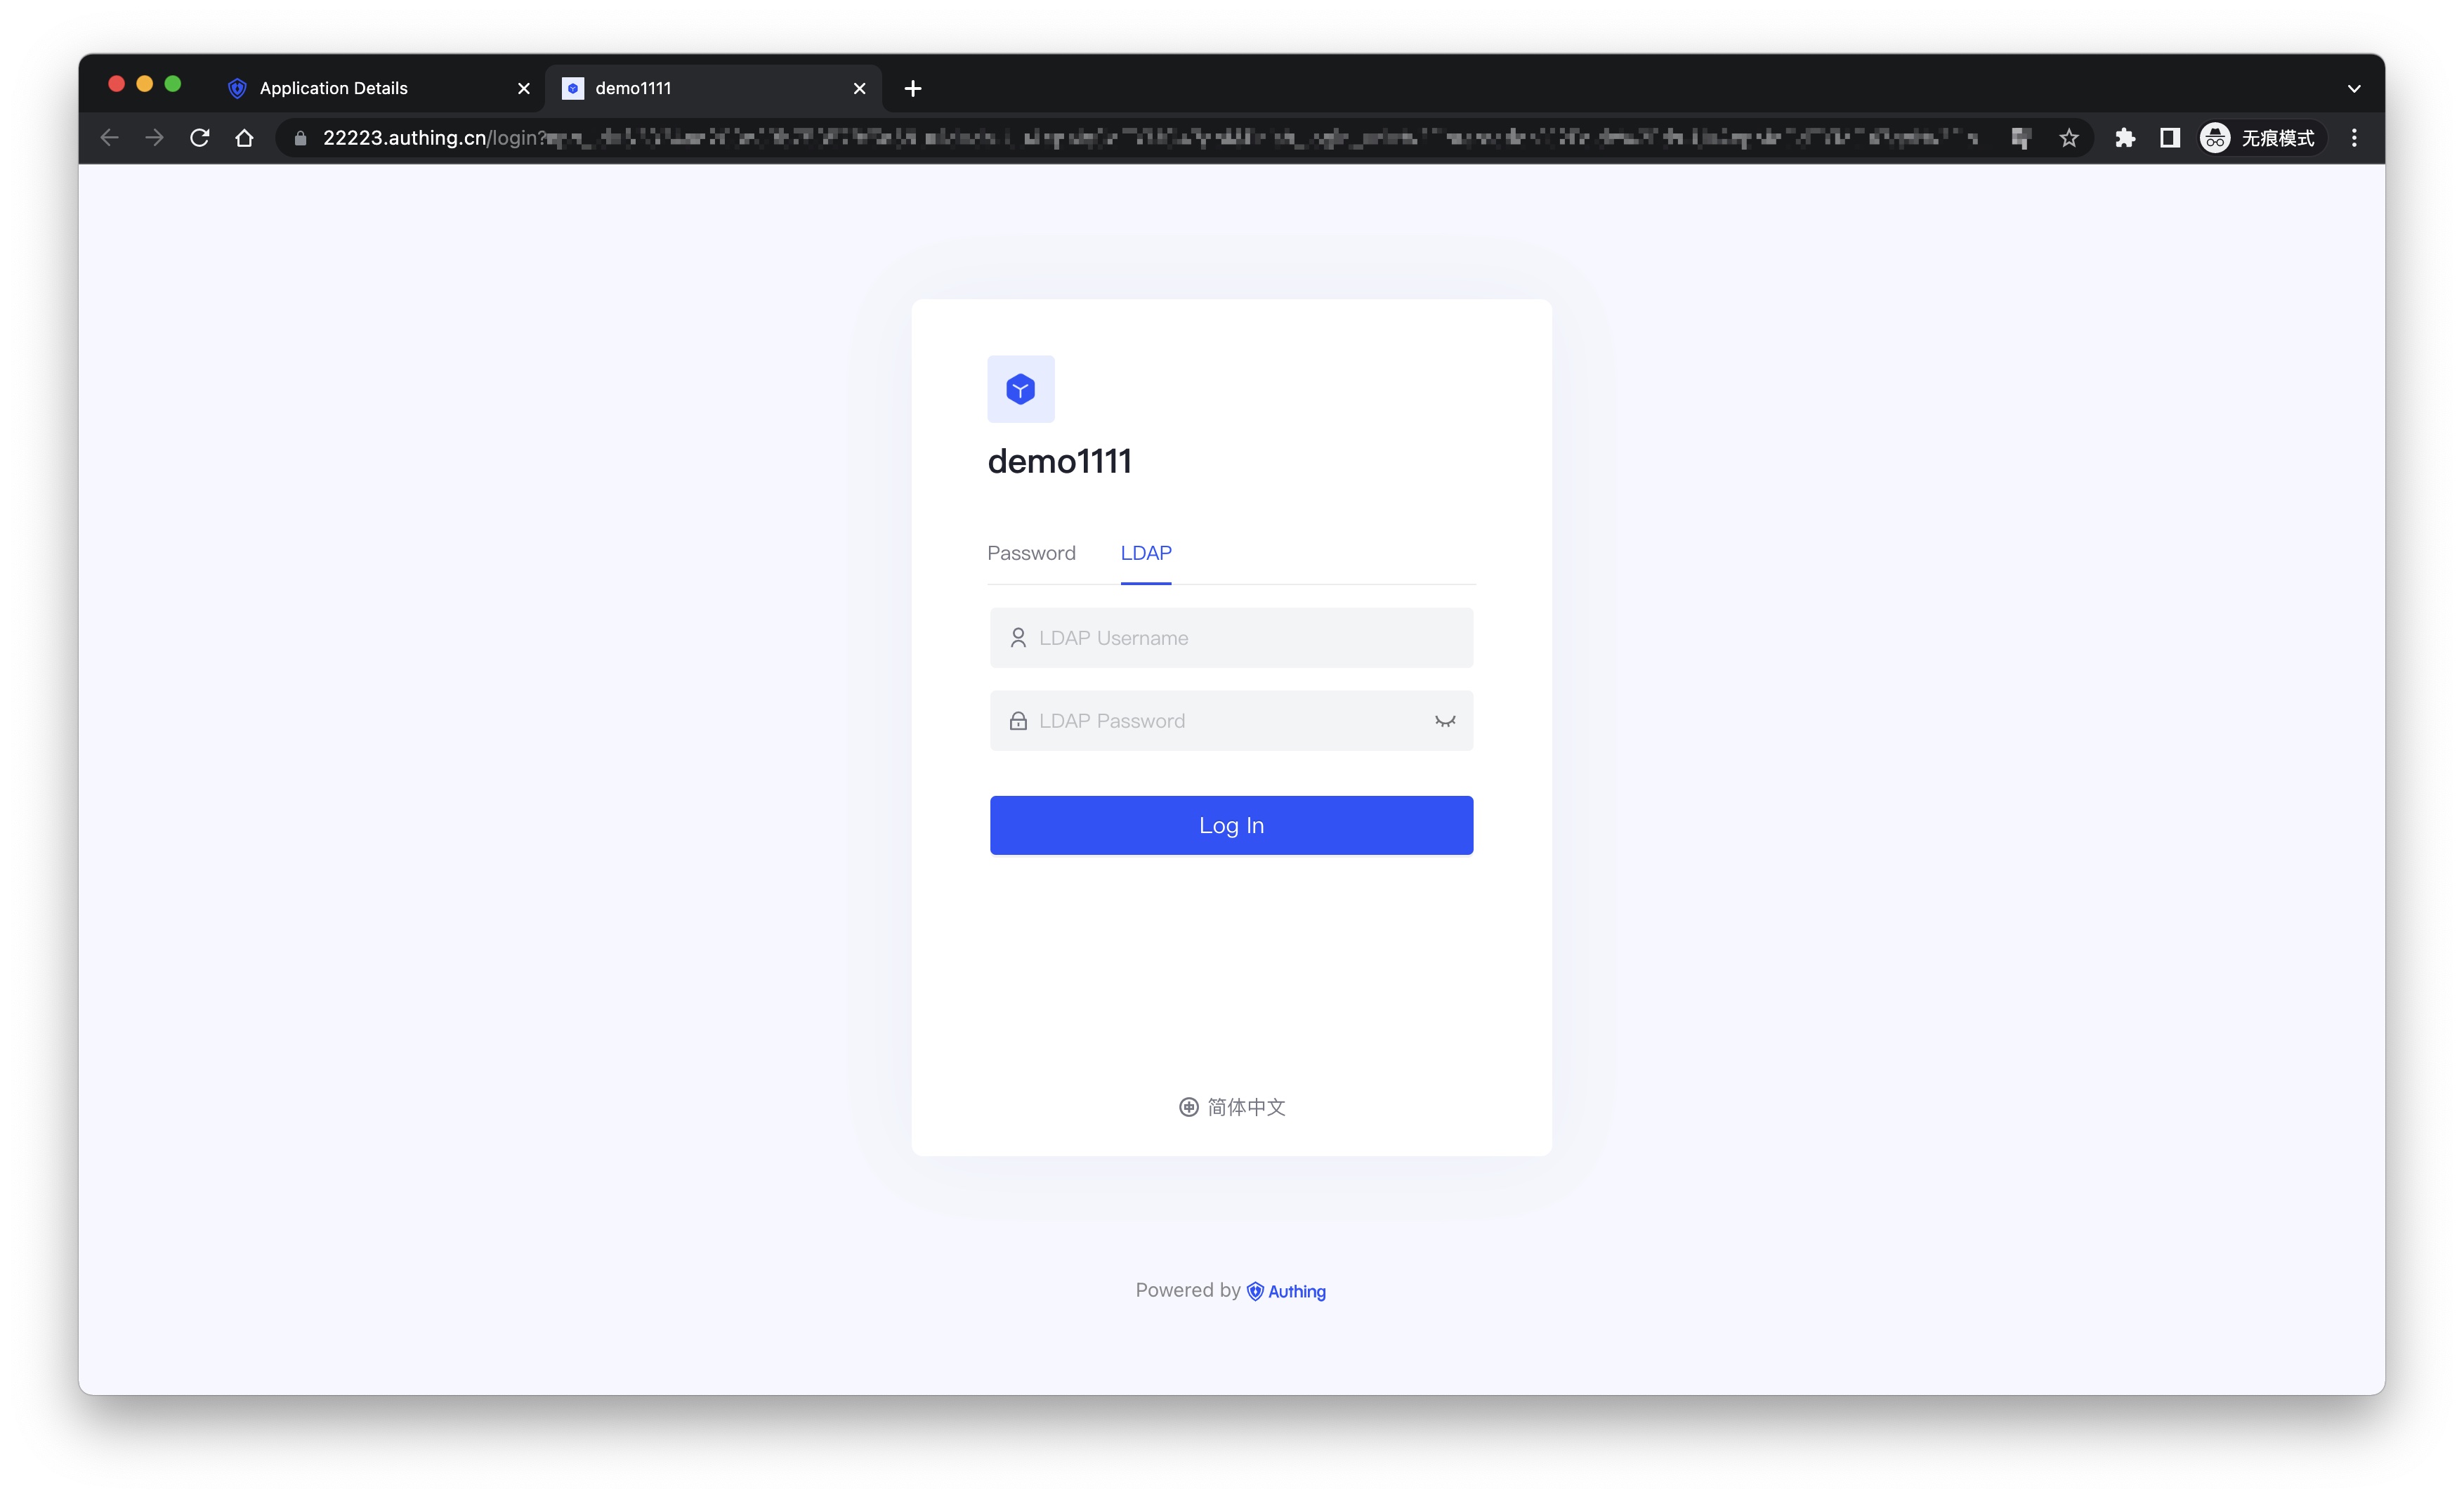 Application Details
demo1111
22223.authing.cn/login?
无痕模式
demo1111
Password LDAP
LDAP Username
LDAP Password
Log In
简体中文
Powered by Authing